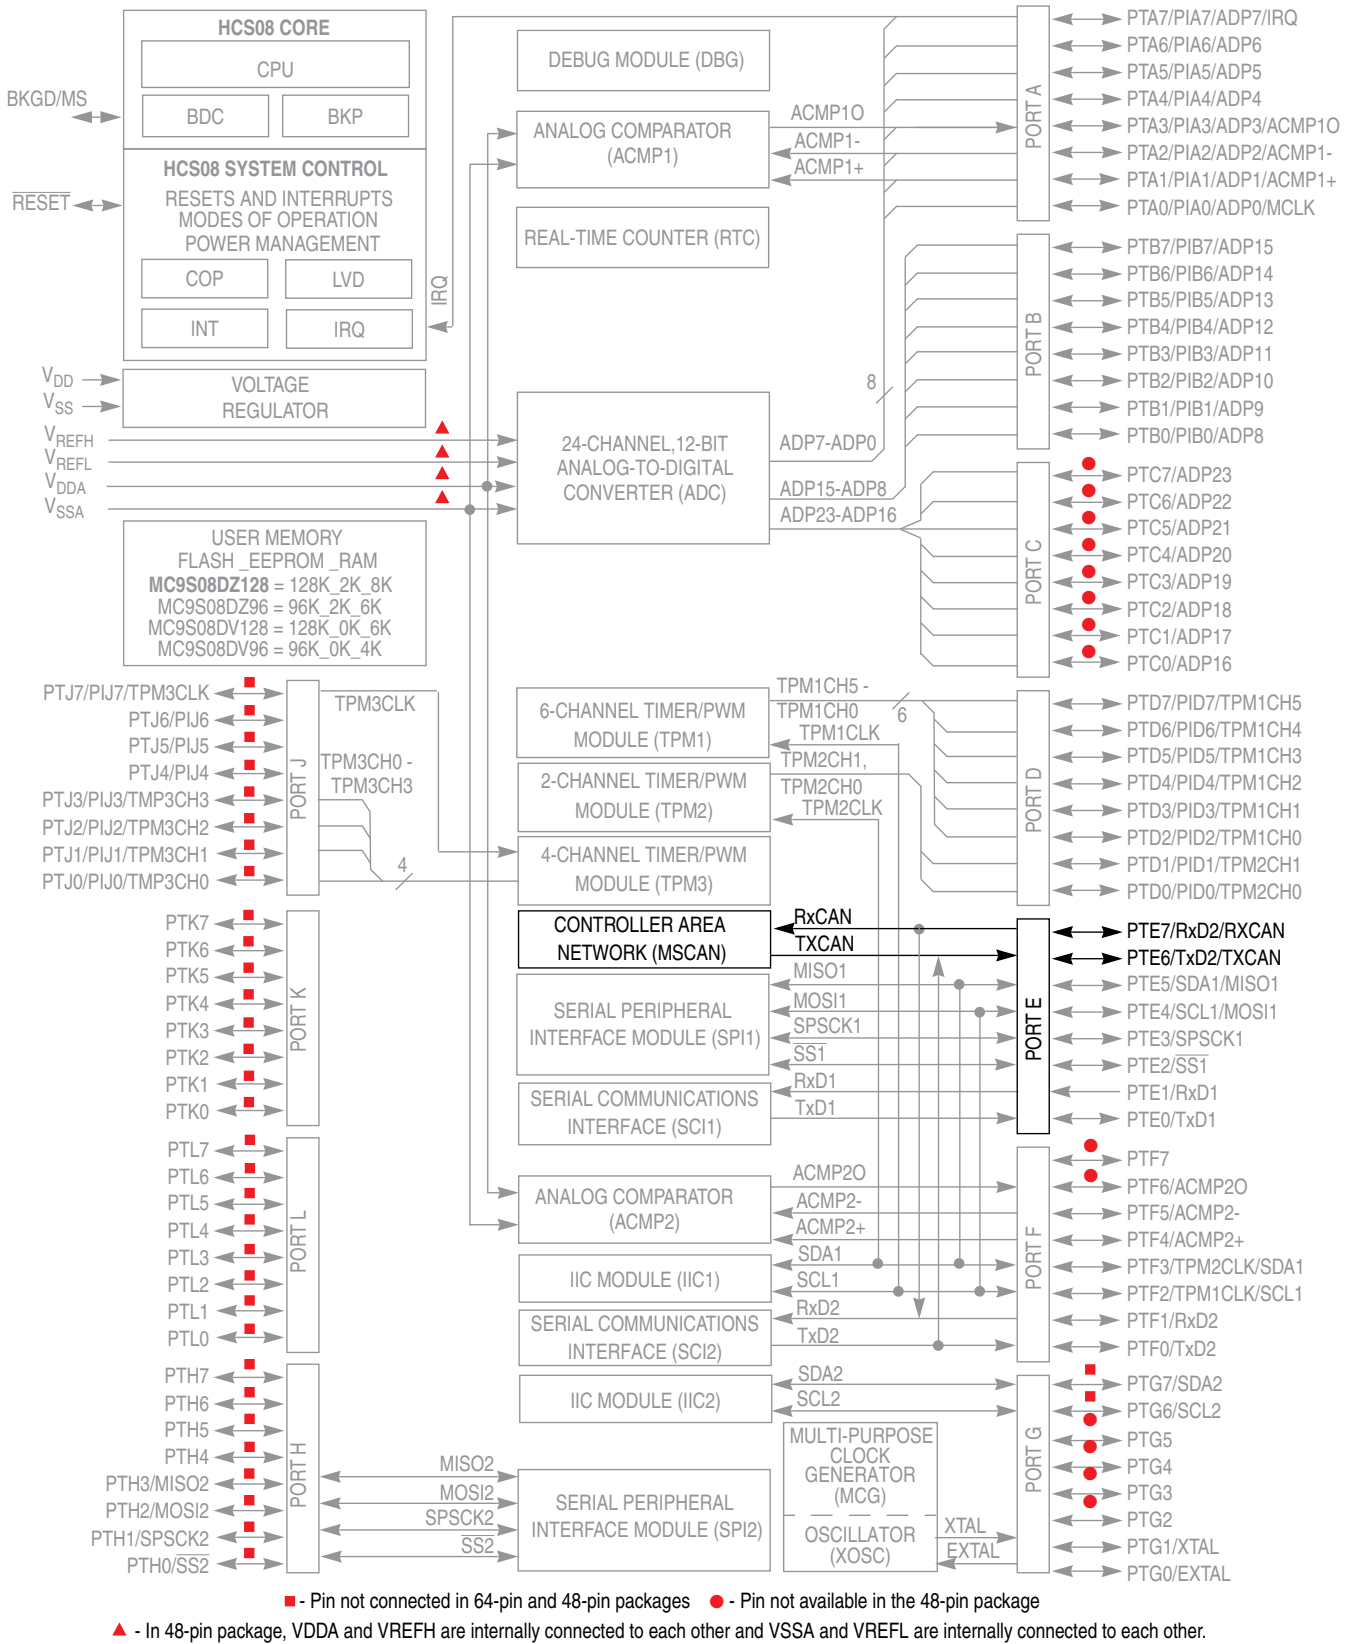 HCS08 CORE
CPU
BDC
BKP
BKGD/MS
HCS08 SYSTEM CONTROL
RESETS AND INTERRUPTS
MODES OF OPERATION
POWER MANAGEMENT
COP
LVD
INT
IRQ
RESET
IRQ
VDD
VSS
VOLTAGE
REGULATOR
VREFH
VREFL
VDDA
VSSA
USER MEMORY
FLASH _EEPROM _RAM
MC9S08DZ128 = 128K_2K_8K
MC9S08DZ96 = 96K_2K_6K
MC9S08DV128 = 128K_0K_6K
MC9S08DV96 = 96K_0K_4K
DEBUG MODULE (DBG)
ANALOG COMPARATOR
(ACMP1)
ACMP1O
ACMP1-
ACMP1+
REAL-TIME COUNTER (RTC)
24-CHANNEL,12-BIT
ANALOG-TO-DIGITAL
CONVERTER (ADC)
8
ADP7-ADP0
ADP15-ADP8
ADP23-ADP16
PORT A
PTA7/PIA7/ADP7/IRQ
PTA6/PIA6/ADP6
PTA5/PIA5/ADP5
PTA4/PIA4/ADP4
PTA3/PIA3/ADP3/ACMP1O
PTA2/PIA2/ADP2/ACMP1-
PTA1/PIA1/ADP1/ACMP1+
PTA0/PIA0/ADP0/MCLK
PORT B
PTB7/PIB7/ADP15
PTB6/PIB6/ADP14
PTB5/PIB5/ADP13
PTB4/PIB4/ADP12
PTB3/PIB3/ADP11
PTB2/PIB2/ADP10
PTB1/PIB1/ADP9
PTB0/PIB0/ADP8
PORT C
PTC7/ADP23
PTC6/ADP22
PTC5/ADP21
PTC4/ADP20
PTC3/ADP19
PTC2/ADP18
PTC1/ADP17
PTC0/ADP16
PTJ7/PIJ7/TPM3CLK
PTJ6/PIJ6
PTJ5/PIJ5
PTJ4/PIJ4
PTJ3/PIJ3/TMP3CH3
PTJ2/PIJ2/TPM3CH2
PTJ1/PIJ1/TPM3CH1
PTJ0/PIJ0/TMP3CH0
PORT J
TPM3CLK
TPM3CH0 -
TPM3CH3
4
6-CHANNEL TIMER/PWM
MODULE (TPM1)
TPM1CH5 -
TPM1CH0
6
TPM1CLK
2-CHANNEL TIMER/PWM
MODULE (TPM2)
TPM2CH1,
TPM2CH0
TPM2CLK
4-CHANNEL TIMER/PWM
MODULE (TPM3)
PORT D
PTD7/PID7/TPM1CH5
PTD6/PID6/TPM1CH4
PTD5/PID5/TPM1CH3
PTD4/PID4/TPM1CH2
PTD3/PID3/TPM1CH1
PTD2/PID2/TPM1CH0
PTD1/PID1/TPM2CH1
PTD0/PID0/TPM2CH0
PTK7
PTK6
PTK5
PTK4
PTK3
PTK2
PTK1
PTK0
PORT K
CONTROLLER AREA
NETWORK (MSCAN)
RxCAN
TXCAN
SERIAL PERIPHERAL
INTERFACE MODULE (SPI1)
MISO1
MOSI1
SPSCK1
SS1
SERIAL COMMUNICATIONS
INTERFACE (SCI1)
RxD1
TxD1
PORT E
PTE7/RxD2/RXCAN
PTE6/TxD2/TXCAN
PTE5/SDA1/MISO1
PTE4/SCL1/MOSI1
PTE3/SPSCK1
PTE2/SS1
PTE1/RxD1
PTE0/TxD1
PTL7
PTL6
PTL5
PTL4
PTL3
PTL2
PTL1
PTL0
PORT L
ANALOG COMPARATOR
(ACMP2)
ACMP2O
ACMP2-
ACMP2+
IIC MODULE (IIC1)
SDA1
SCL1
SERIAL COMMUNICATIONS
INTERFACE (SCI2)
RxD2
TxD2
PORT F
PTF7
PTF6/ACMP2O
PTF5/ACMP2-
PTF4/ACMP2+
PTF3/TPM2CLK/SDA1
PTF2/TPM1CLK/SCL1
PTF1/RxD2
PTF0/TxD2
PTH7
PTH6
PTH5
PTH4
PTH3/MISO2
PTH2/MOSI2
PTH1/SPSCK2
PTH0/SS2
PORT H
MISO2
MOSI2
SPSCK2
SS2
IIC MODULE (IIC2)
SDA2
SCL2
SERIAL PERIPHERAL
INTERFACE MODULE (SPI2)
MULTI-PURPOSE
CLOCK
GENERATOR
(MCG)
OSCILLATOR
(XOSC)
XTAL
EXTAL
PORT G
PTG7/SDA2
PTG6/SCL2
PTG5
PTG4
PTG3
PTG2
PTG1/XTAL
PTG0/EXTAL
- Pin not connected in 64-pin and 48-pin packages
- Pin not available in the 48-pin package
- In 48-pin package, VDDA and VREFH are internally connected to each other and VSSA and VREFL are internally connected to each other.